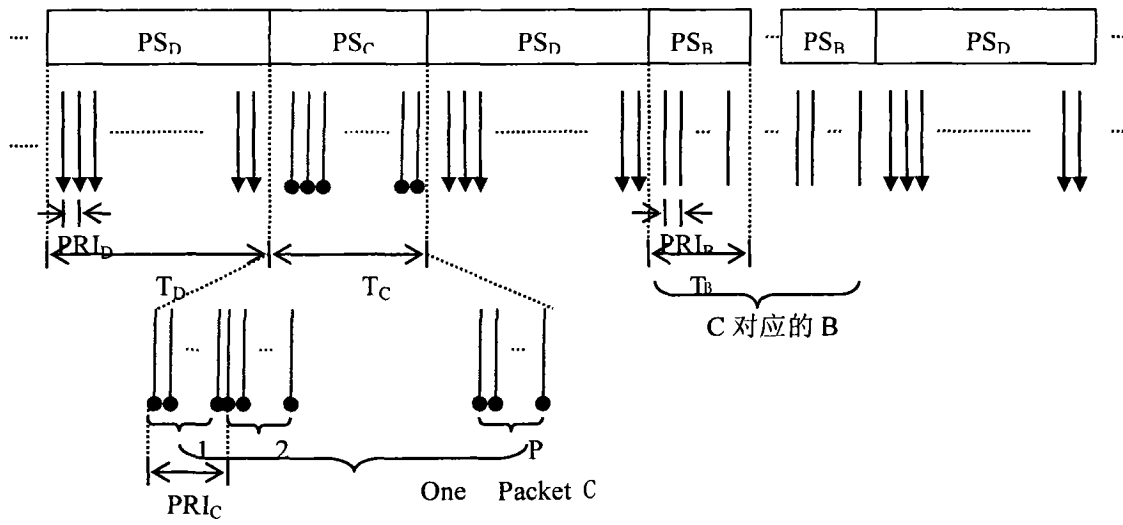 PS_D PS_C PS_D PS_B PS_B PS_D
PRI_D PRI_B
T_D T_C T_B
C 对应的 B
1 2 P
One Packet C
PRI_C